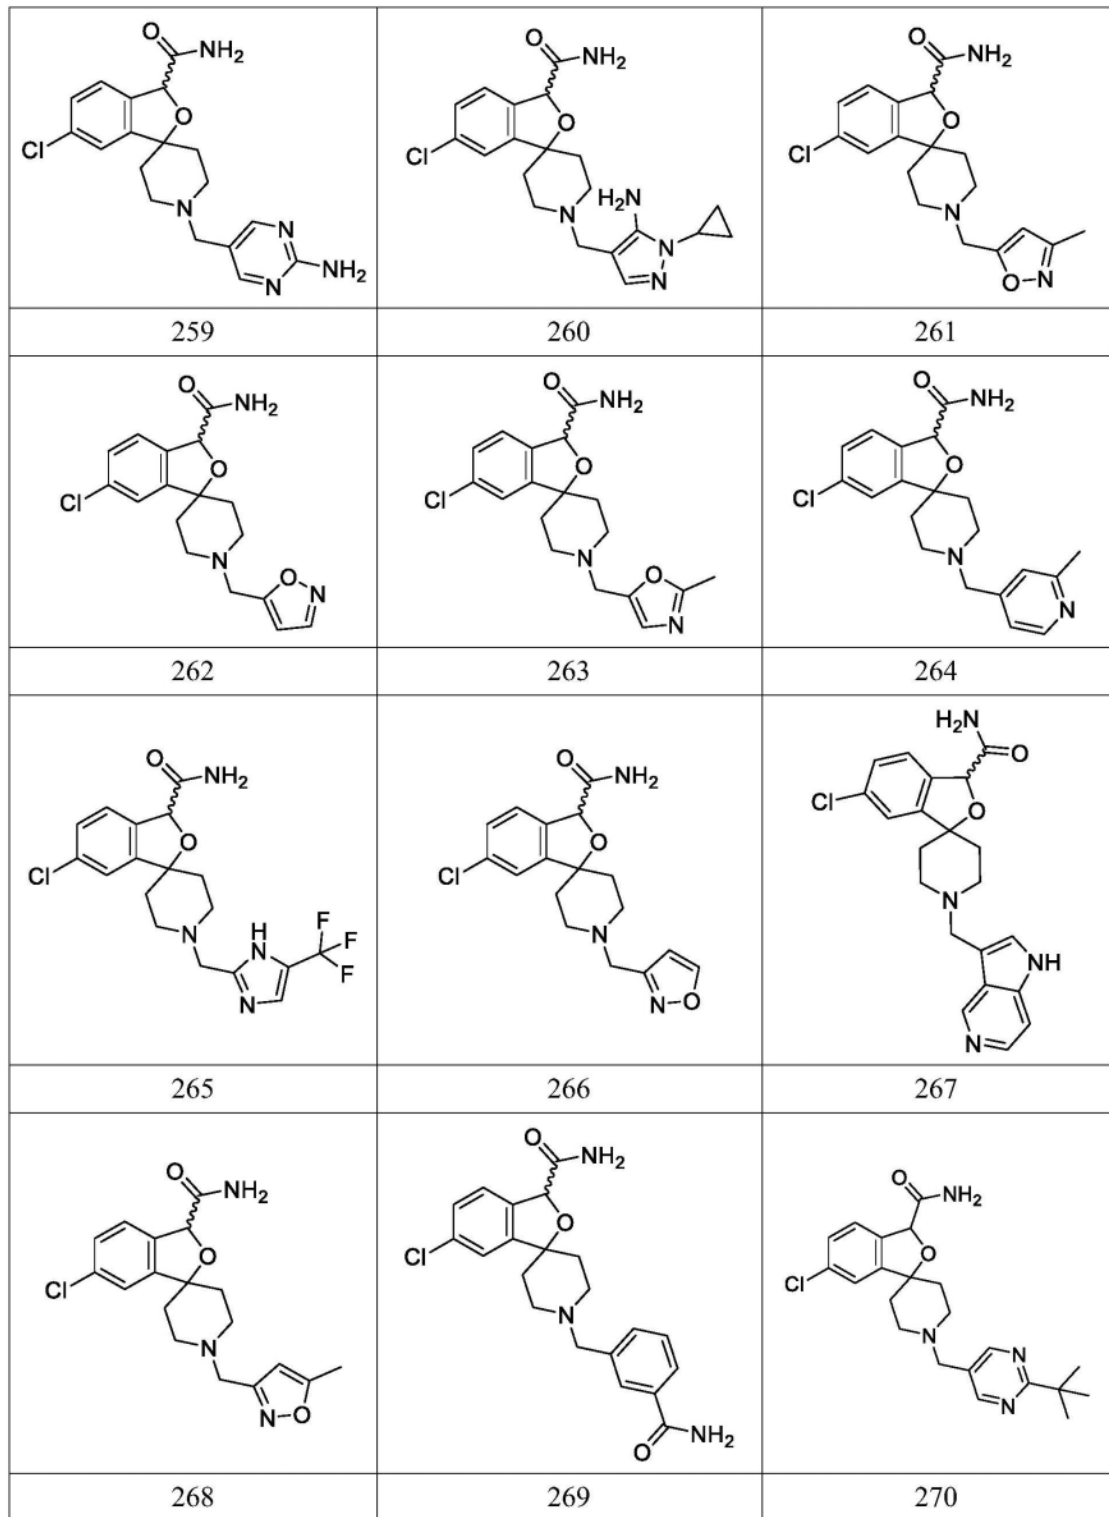 O NH₂ O NH₂ O NH₂
O O O
Cl Cl Cl
N N H₂N N
N NH₂ N N N O N
259 260 261
O NH₂ O NH₂ O NH₂
O O O
Cl Cl Cl
N N N
O N O N N
262 263 264
O NH₂ O NH₂ H₂N O
O O O
Cl Cl Cl
N N N
H N N F F F N O NH N
265 266 267
O NH₂ O NH₂ O NH₂
O O O
Cl Cl Cl
N N N
N O O NH₂ N N
268 269 270